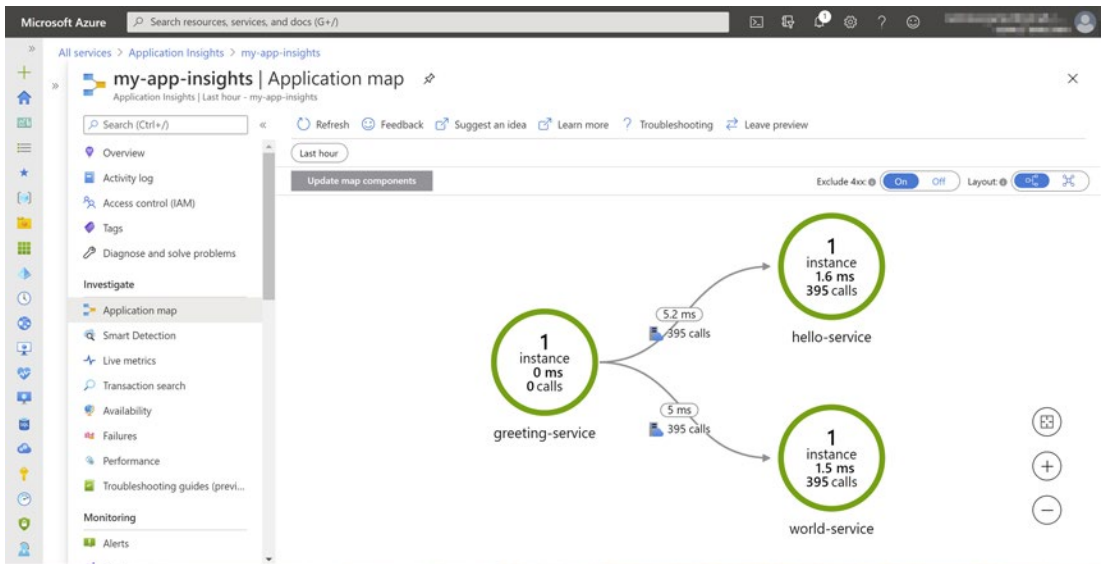 Microsoft Azure
Search resources, services, and docs (G+/)
1
All services > Application Insights > my-app-insights
my-app-insights | Application map
Application Insights | Last hour - my-app-insights
Search (Ctrl+/)
Refresh Feedback Suggest an idea Learn more Troubleshooting Leave preview
Last hour
Update map components
Exclude 4xx On Off Layout:
Overview
Activity log
Access control (IAM)
Tags
Diagnose and solve problems
Investigate
Application map
Smart Detection
Live metrics
Transaction search
Availability
Failures
Performance
Troubleshooting guides (previ...
Monitoring
Alerts
1
instance
0 ms
0 calls
greeting-service
5.2 ms
395 calls
1
instance
1.6 ms
395 calls
hello-service
5 ms
395 calls
1
instance
1.5 ms
395 calls
world-service